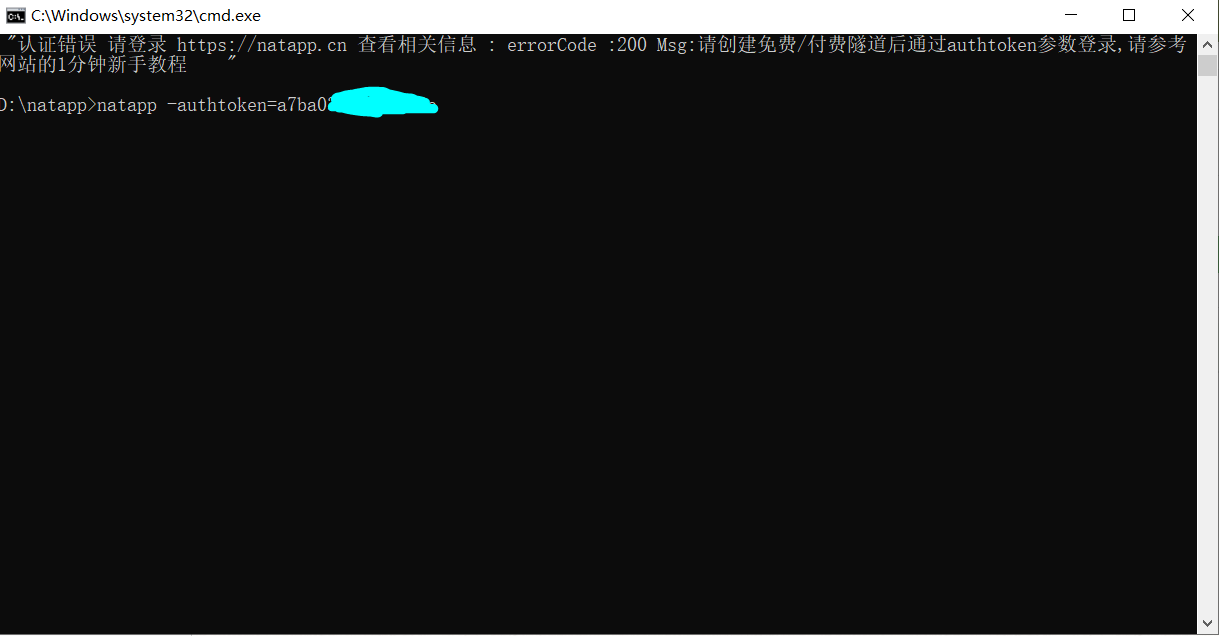 C:\Windows\system32\cmd.exe
"认证错误 请登录 https://natapp.cn 查看相关信息 : errorCode :200 Msg:请创建免费/付费隧道后通过authtoken参数登录,请参考
网站的1分钟新手教程 "
D:\natapp>natapp -authtoken=a7ba0